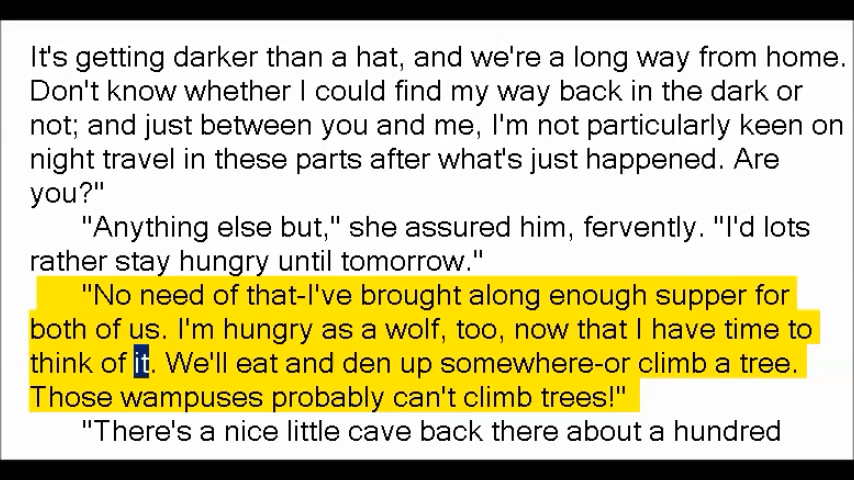 It's getting darker than a hat, and we're a long way from home.
Don't know whether I could find my way back in the dark or
not; and just between you and me, I'm not particularly keen on
night travel in these parts after what's just happened. Are
you?"
"Anything else but," she assured him, fervently. "I'd lots
rather stay hungry until tomorrow."
"No need of that-I've brought along enough supper for
both of us. I'm hungry as a wolf, too, now that I have time to
think of it. We'll eat and den up somewhere-or climb a tree.
Those wampuses probably can't climb trees!"
"There's a nice little cave back there about a hundred